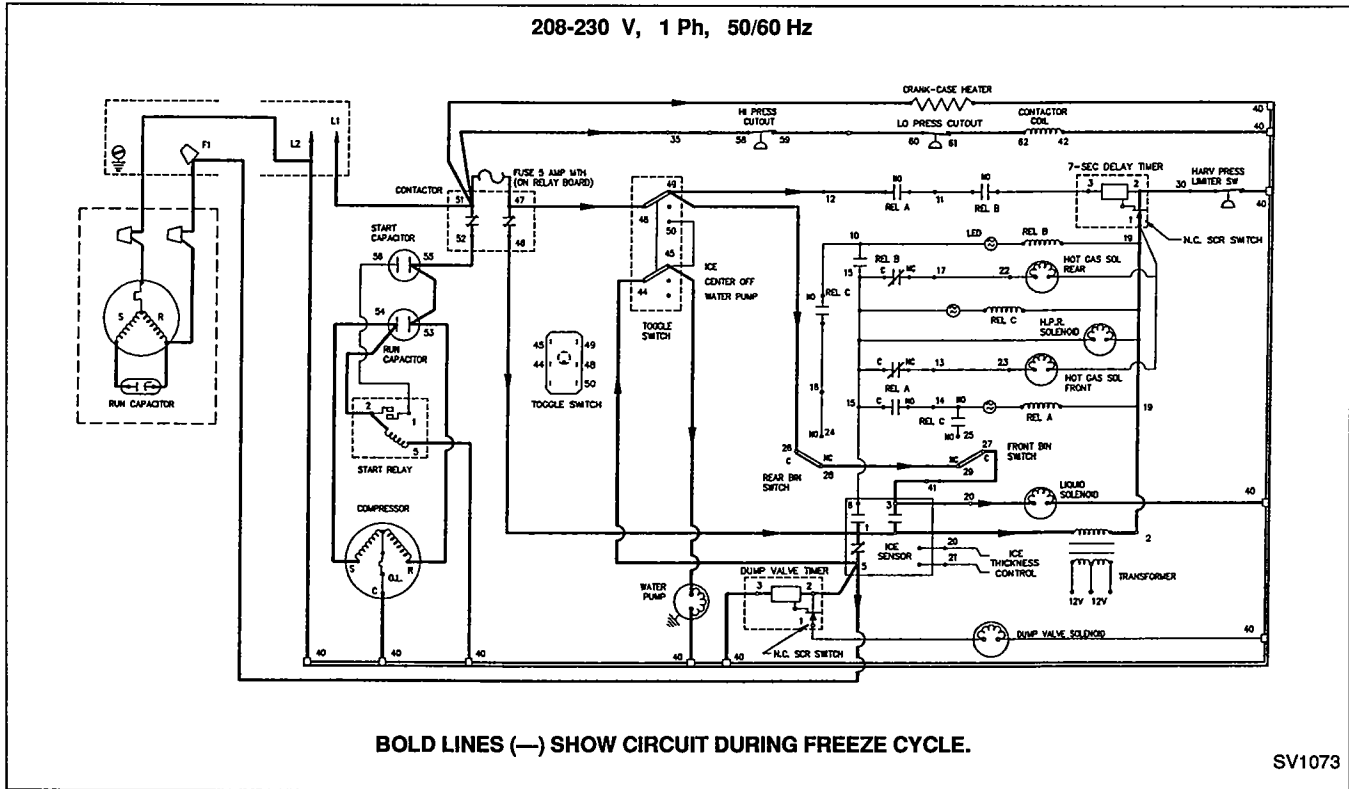 208-230 V, 1 Ph, 50/60 Hz
CRANK-CASE HEATER
40
HI PRESS
CUTOUT
LO PRESS CUTOUT
CONTACTOR
COIL
40
35
58
59
60
61
62
42
L1
L2
F1
FUSE 5 AMP MTH
(ON RELAY BOARD)
CONTACTOR
51
47
52
46
7-SEC DELAY TIMER
3
2
1
30
HARV PRESS
LIMITER SW
40
N.C. SCR SWITCH
49
48
50
45
44
ICE
CENTER OFF
WATER PUMP
TOGGLE
SWITCH
12
NO
REL A
11
NO
REL B
START
CAPACITOR
56
55
54
53
RUN
CAPACITOR
10
LED
REL B
19
REL B
15
C
NC
17
22
HOT GAS SOL
REAR
NO
REL C
REL C
H.P.R.
SOLENOID
C
NC
13
23
REL A
HOT GAS SOL
FRONT
S
R
RUN CAPACITOR
45
49
44
48
50
TOGGLE SWITCH
18
15
C
NO
14
NO
REL C
REL A
19
NO
24
NO
25
2
1
5
START RELAY
26
C
NC
28
REAR BIN
SWITCH
NC
29
27
C
FRONT BIN
SWITCH
41
COMPRESSOR
S
R
O.L.
C
6
3
1
5
ICE
SENSOR
20
LIQUID
SOLENOID
40
20
21
ICE
THICKNESS
CONTROL
2
TRANSFORMER
12V
12V
WATER
PUMP
DUMP VALVE TIMER
3
2
1
N.C. SCR SWITCH
DUMP VALVE SOLENOID
40
40
40
40
40
40
BOLD LINES (—) SHOW CIRCUIT DURING FREEZE CYCLE.
SV1073